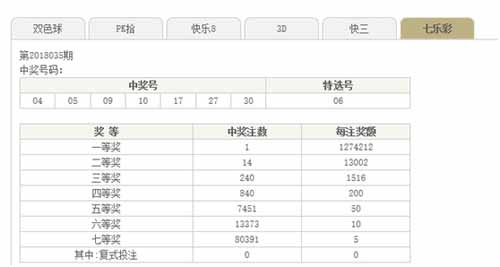 双色球 PK拾 快乐8 3D 快三 七乐彩
第2018035期
中奖号码：
中奖号 特选号
04 05 09 10 17 27 30 06
奖 等 中奖注数 每注奖额
一等奖 1 1274212
二等奖 14 13002
三等奖 240 1516
四等奖 840 200
五等奖 7451 50
六等奖 13373 10
七等奖 80391 5
其中:复式投注 0 0